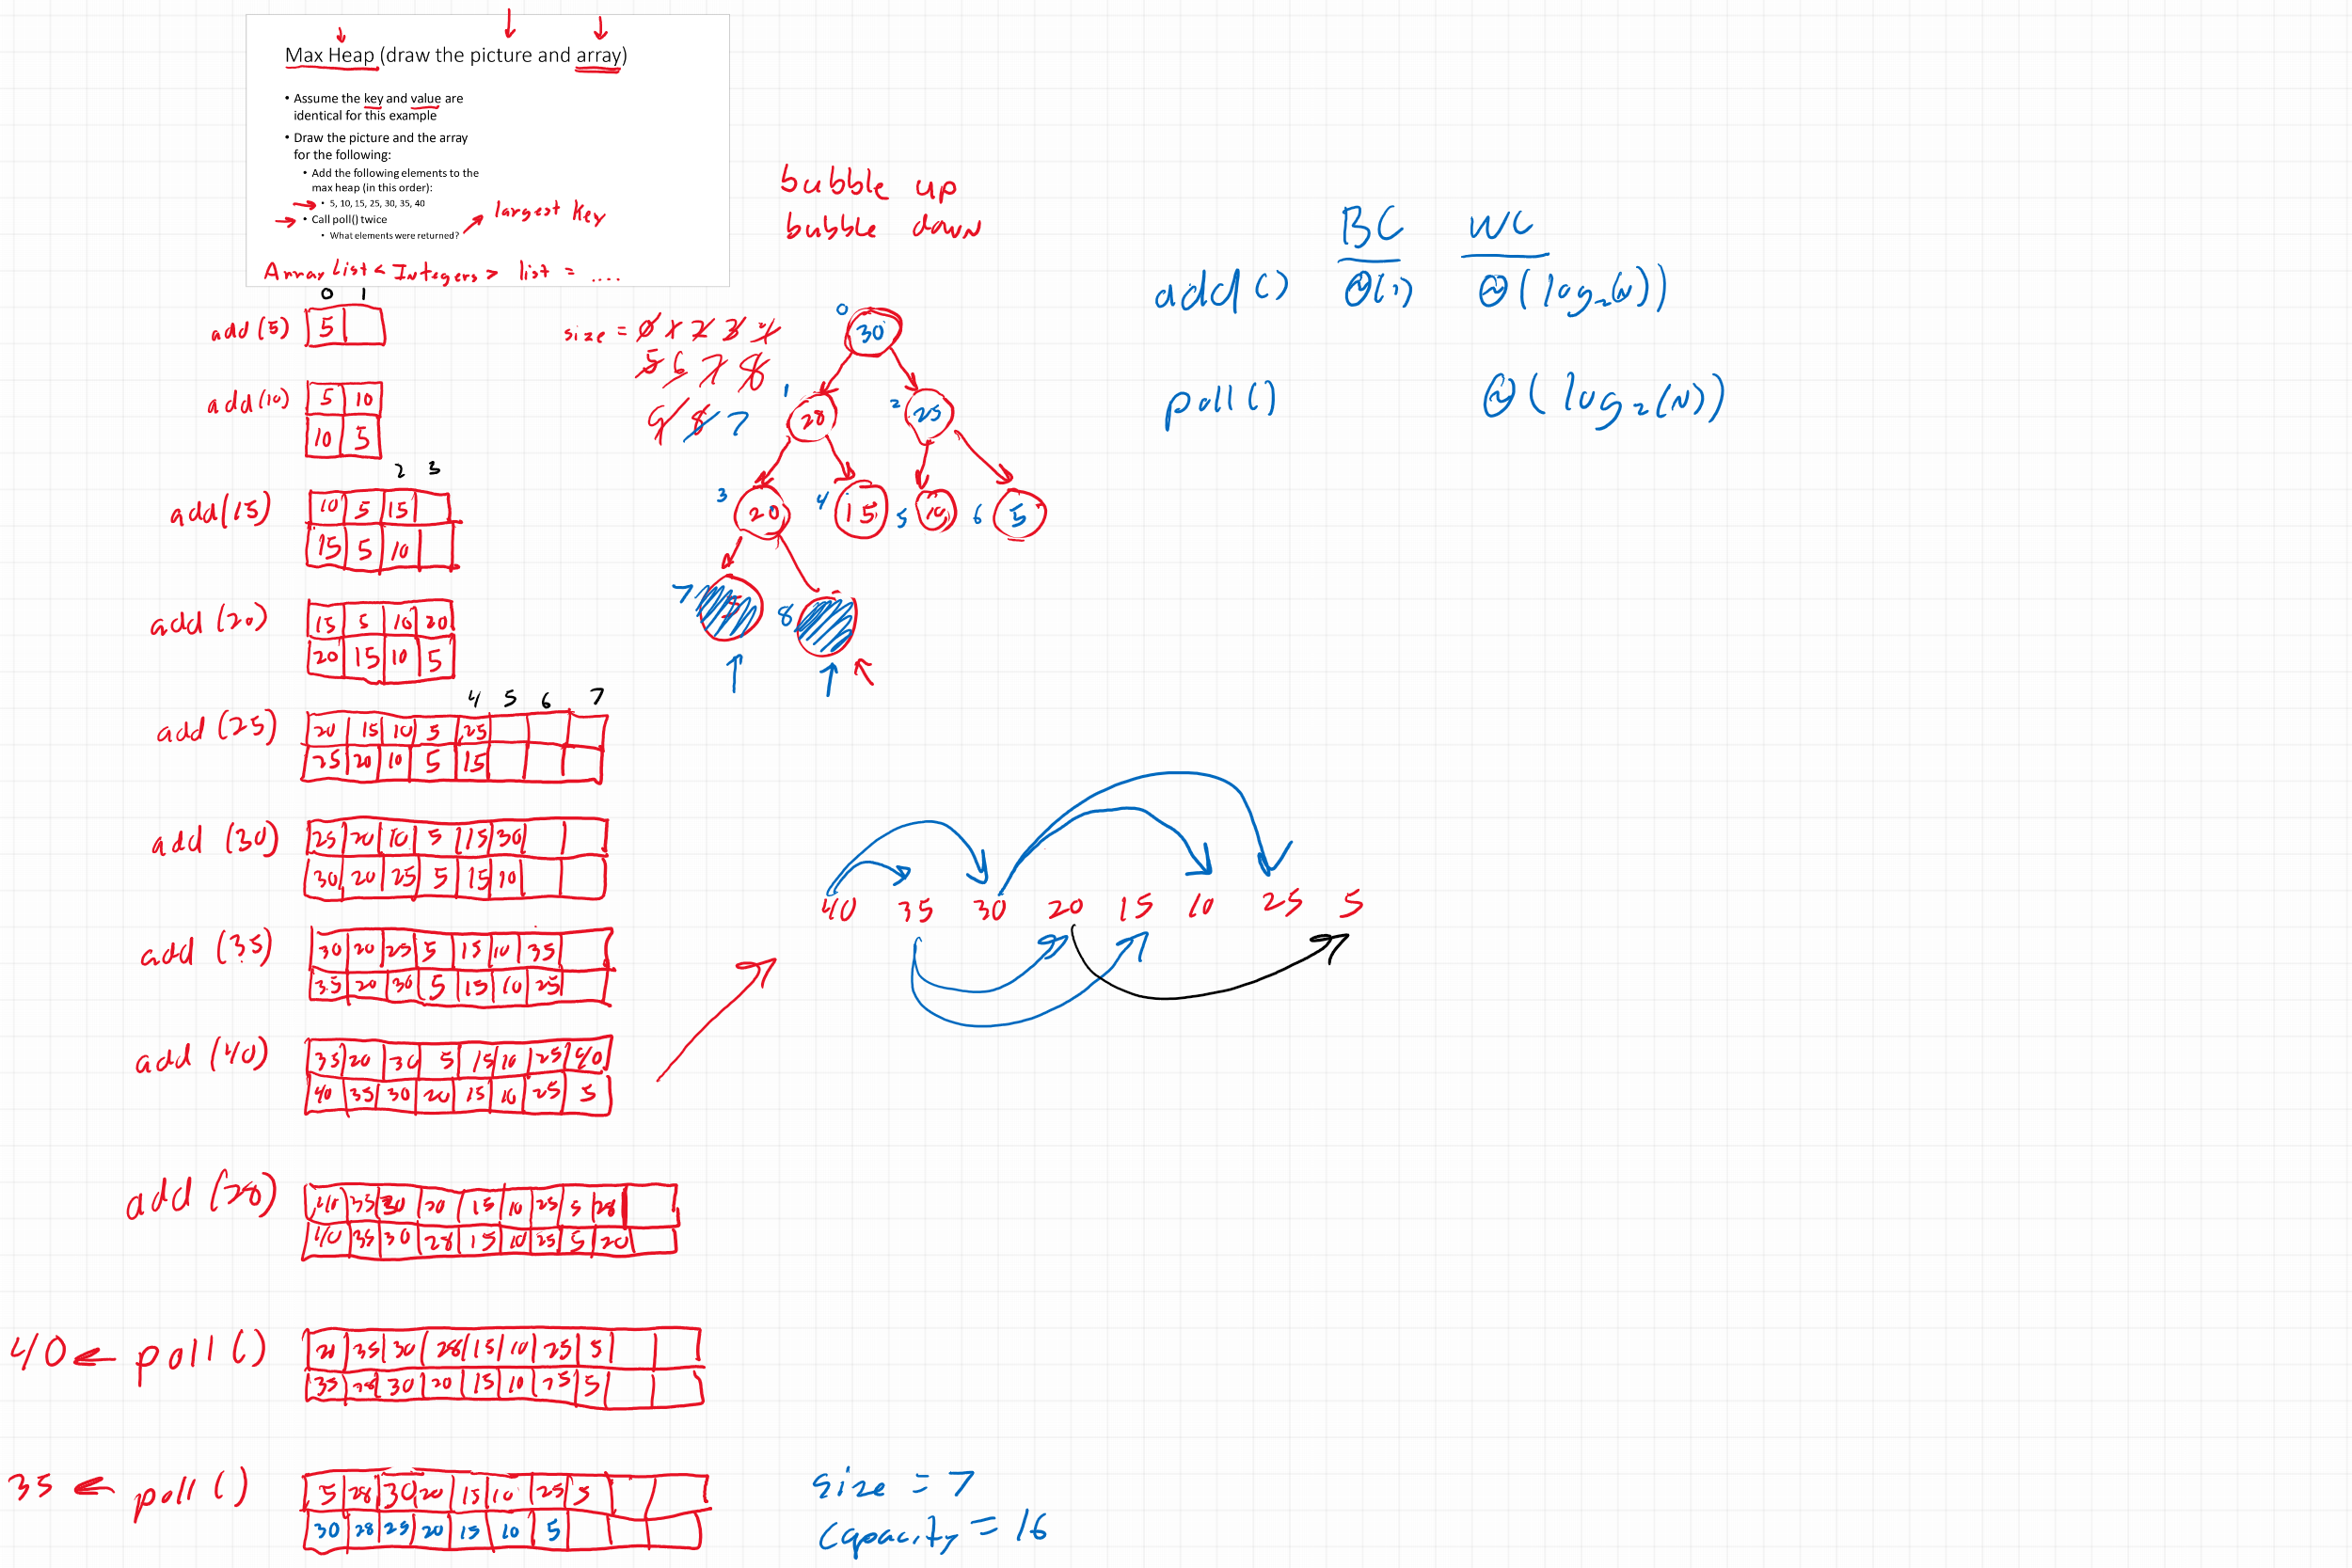 Max Heap (draw the picture and array)
• Assume the key and value are
identical for this example
• Draw the picture and the array
for the following:
• Add the following elements to the
max heap (in this order):
• 5, 10, 15, 25, 30, 35, 40
• Call poll() twice
• What elements were returned?
largest key
Array List < Integers > list = ....
bubble up
bubble down
BC WC
add() Θ(1) Θ(log₂(N))
poll() Θ(log₂(N))
0 1
add(5) 5
add(10) 5 10
10 5
2 3
add(15) 10 5 15
15 5 10
add(20) 15 5 10 20
20 15 10 5
4 5 6 7
add(25) 20 15 10 5 25
25 20 10 5 15
add(30) 25 20 10 5 15 30
30 20 25 5 15 10
add(35) 30 20 25 5 15 10 35
35 20 30 5 15 10 25
add(40) 35 20 30 5 15 10 25 40
40 35 30 20 15 10 25 5
add(28) 40 35 30 20 15 10 25 5 28
40 35 30 28 15 10 25 5 20
40 ← poll() 20 35 30 28 15 10 25 5
35 28 30 20 15 10 25 5
35 ← poll() 5 28 30 20 15 10 25 5
30 28 25 20 15 10 5
size = 0 1 2 3 4
5 6 7 8
9 8 7
0 30
1 28 2 25
3 20 4 15 5 10 6 5
7 8
40 35 30 20 15 10 25 5
size = 7
capacity = 16